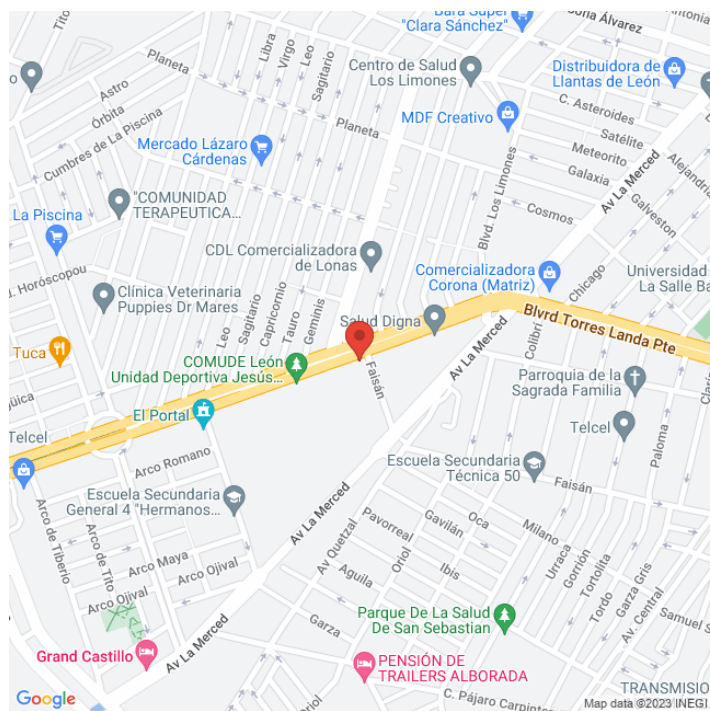 Bara Super
"Clara Sánchez"
Doña Álvarez
Antonia
Tito
Libra
Virgo
Leo
Sagitario
Planeta
Centro de Salud
Los Limones
Distribuidora de
Llantas de León
Astro
Órbita
Cumbres de La Piscina
Mercado Lázaro
Cárdenas
MDF Creativo
C. Asteroides
Satélite
Meteorito
Galaxia
Planeta
Alejandría
Av La Merced
Galveston
"COMUNIDAD
TERAPEUTICA...
Cosmos
Blvd. Los Limones
La Piscina
CDL Comercializadora
de Lonas
Comercializadora
Corona (Matriz)
Chicago
Universidad
La Salle Ba
Horóscopou
Clínica Veterinaria
Puppies Dr Mares
Leo
Sagitario
Capricornio
Tauro
Geminis
Salud Digna
Blvrd Torres Landa Pte
Colibrí
Tuca
COMUDE León
Unidad Deportiva Jesús...
Faisán
Av La Merced
Parroquia de la
Sagrada Familia
El Portal
Telcel
Telcel
Paloma
Arco Romano
Escuela Secundaria
Técnica 50
Faisán
Escuela Secundaria
General 4 "Hermanos...
Av La Merced
Arco de Tiberio
Arco de Tito
Arco Maya
Arco Ojival
Arco Ojival
Av Quetzal
Pavorreal
Gavilán
Oca
Milano
Oriol
Ibis
Aguila
Urraca
Gorrión
Tortolita
Tordo
Garza Gris
Av. Central
Garza
Parque De La Salud
De San Sebastian
Samuel S
Grand Castillo
Av La Merced
PENSIÓN DE
TRAILERS ALBORADA
Oriol
C. Pájaro Carpinter
TRANSMISIO
Google
Map data ©2023 INEGI